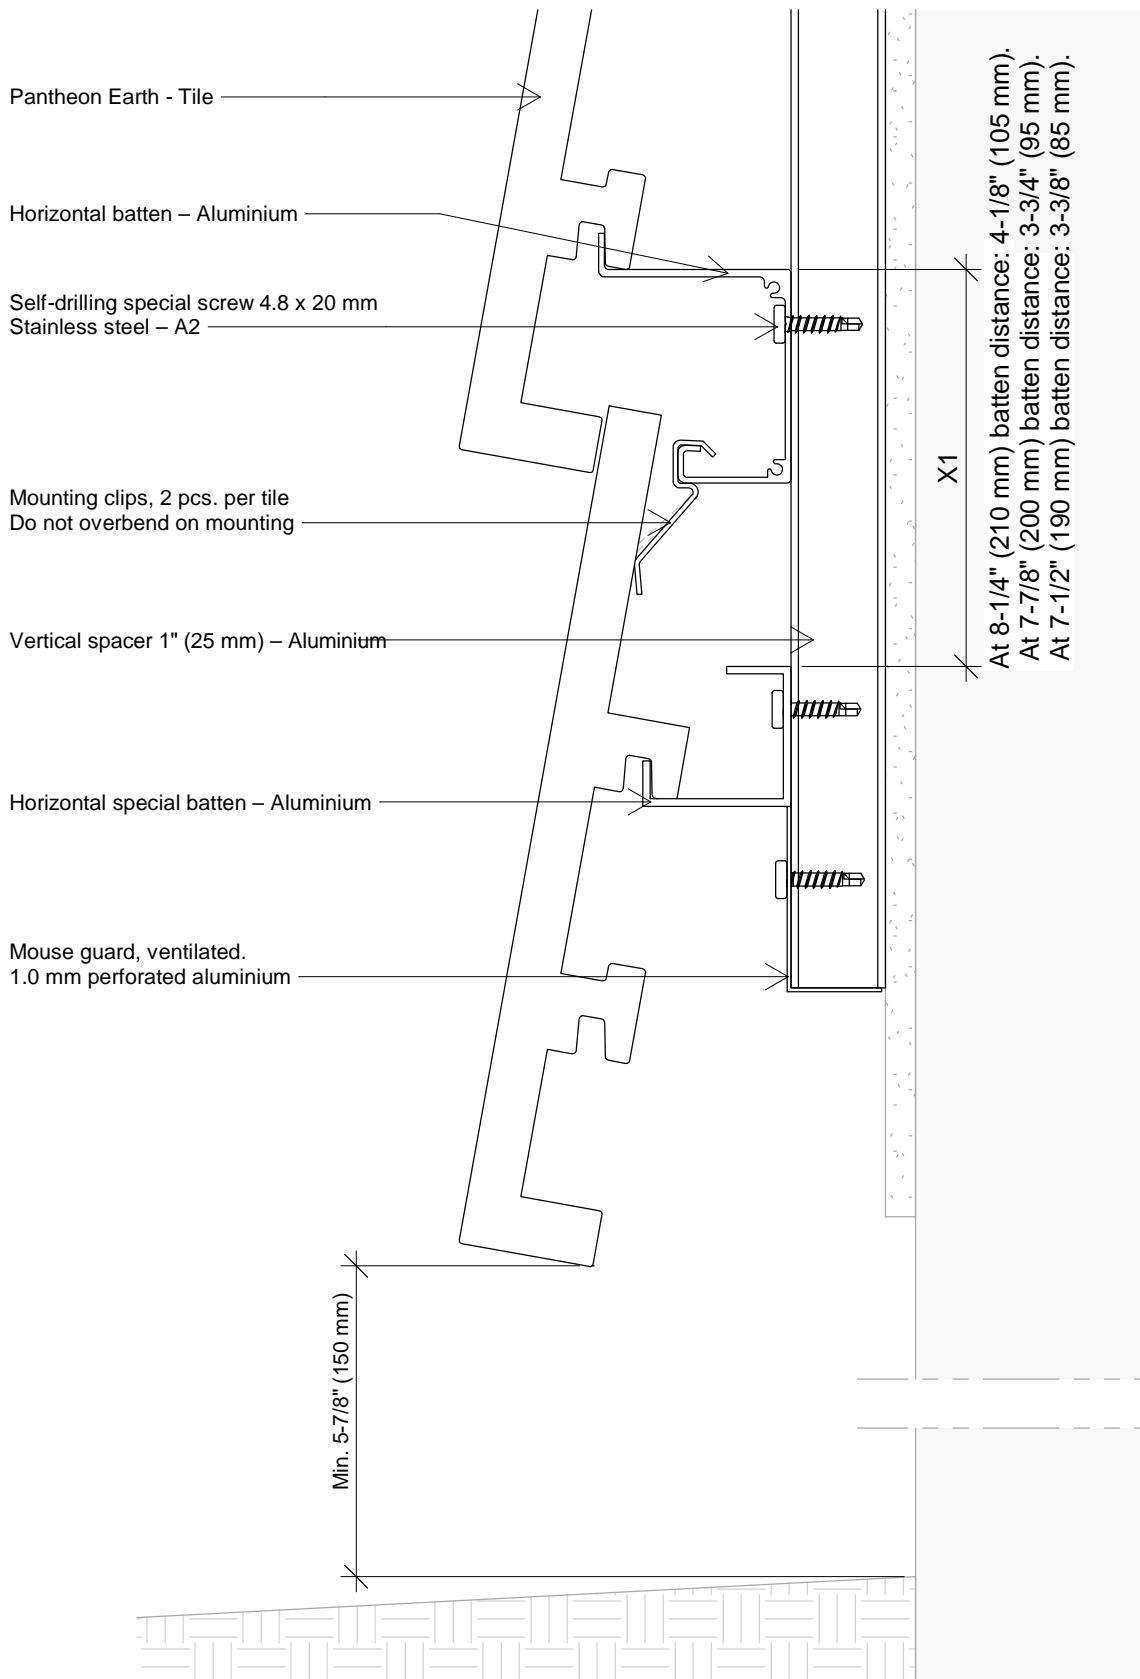 Pantheon Earth - Tile
Horizontal batten – Aluminium
Self-drilling special screw 4.8 x 20 mm
Stainless steel – A2
Mounting clips, 2 pcs. per tile
Do not overbend on mounting
Vertical spacer 1" (25 mm) – Aluminium
Horizontal special batten – Aluminium
Mouse guard, ventilated.
1.0 mm perforated aluminium
Min. 5-7/8" (150 mm)
X1
At 8-1/4" (210 mm) batten distance: 4-1/8" (105 mm).
At 7-7/8" (200 mm) batten distance: 3-3/4" (95 mm).
At 7-1/2" (190 mm) batten distance: 3-3/8" (85 mm).